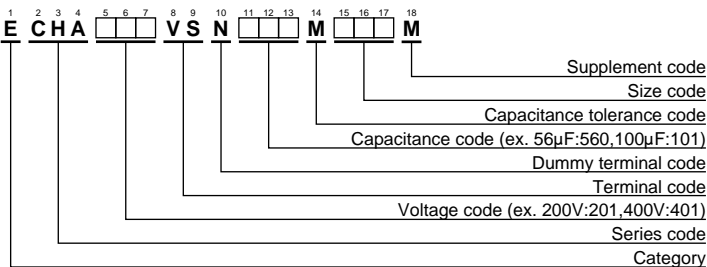 1 2 3 4 5 6 7 8 9 10 11 12 13 14 15 16 17 18
E C H A V S N M M
Supplement code
Size code
Capacitance tolerance code
Capacitance code (ex. 56µF:560,100µF:101)
Dummy terminal code
Terminal code
Voltage code (ex. 200V:201,400V:401)
Series code
Category